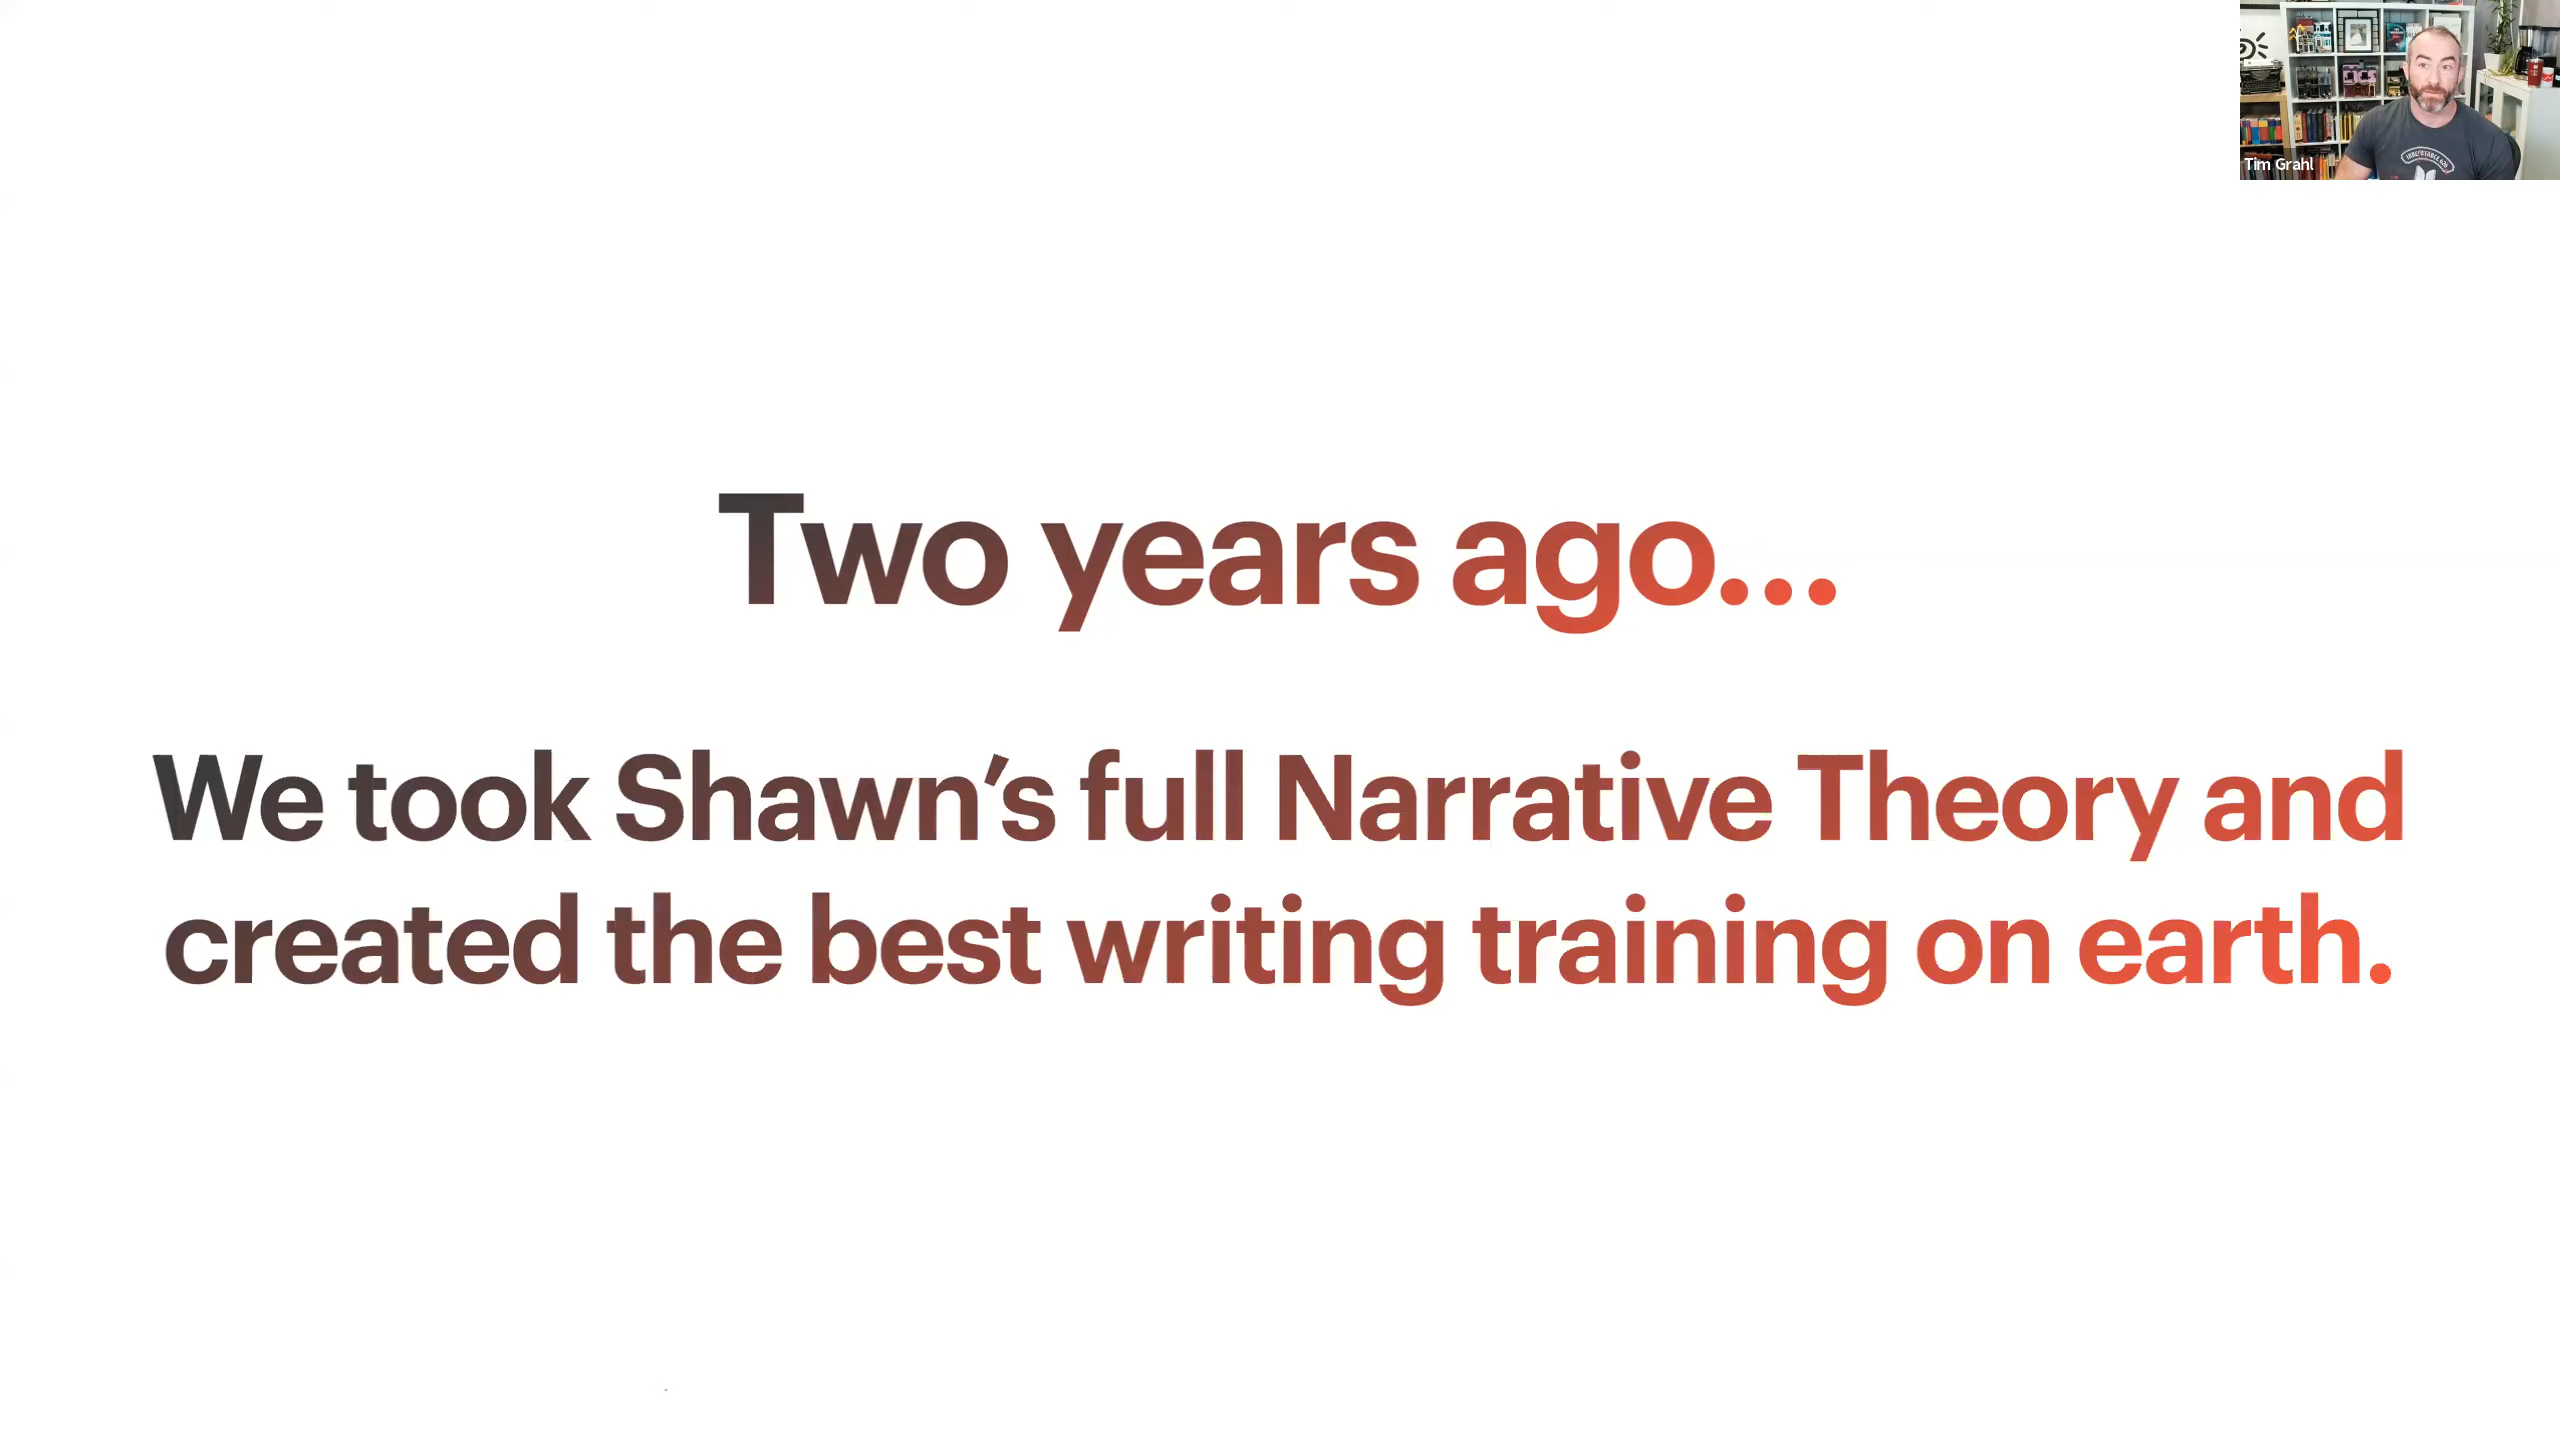 Tim Grahl
Two years ago...
We took Shawn’s full Narrative Theory and
created the best writing training on earth.